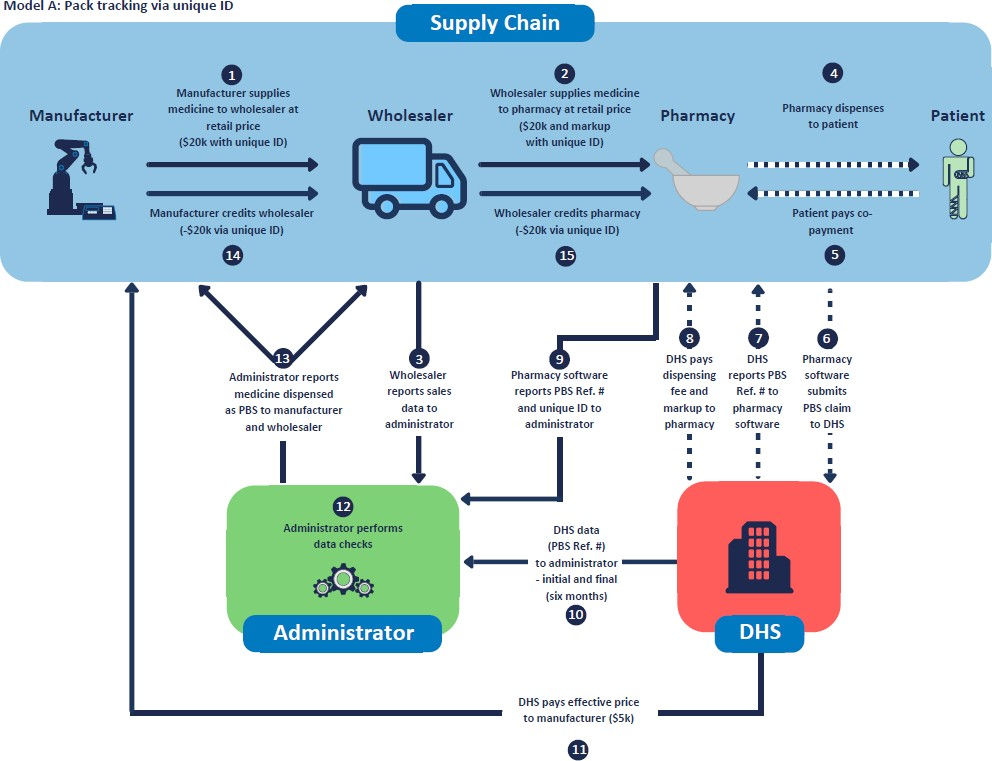 Model A: Pack tracking via unique ID
Supply Chain
1
Manufacturer supplies
medicine to wholesaler at
retail price
($20k with unique ID)
2
Wholesaler supplies medicine
to pharmacy at retail price
($20k and markup
with unique ID)
4
Pharmacy dispenses
to patient
Manufacturer
Wholesaler
Pharmacy
Patient
Manufacturer credits wholesaler
(-$20k via unique ID)
14
Wholesaler credits pharmacy
(-$20k via unique ID)
15
Patient pays co-
payment
5
13
Administrator reports
medicine dispensed
as PBS to manufacturer
and wholesaler
3
Wholesaler
reports sales
data to
administrator
9
Pharmacy software
reports PBS Ref. #
and unique ID to
administrator
8
DHS pays
dispensing
fee and
markup to
pharmacy
7
DHS
reports PBS
Ref. # to
pharmacy
software
6
Pharmacy
software
submits
PBS claim
to DHS
12
Administrator performs
data checks
Administrator
DHS data
(PBS Ref. #)
to administrator
- initial and final
(six months)
10
DHS
DHS pays effective price
to manufacturer ($5k)
11